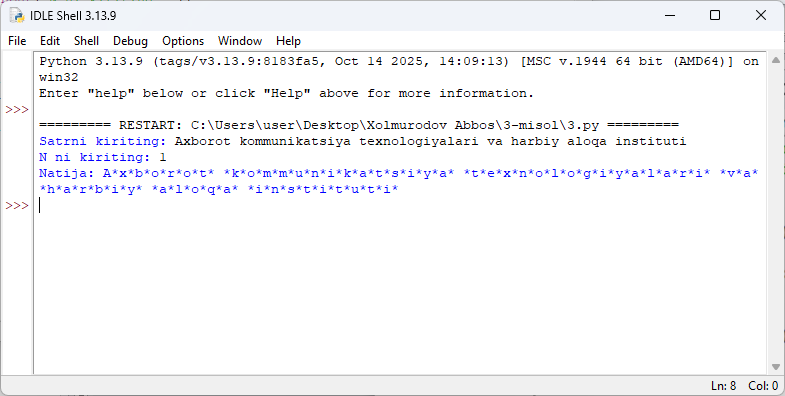 IDLE Shell 3.13.9
File Edit Shell Debug Options Window Help
Python 3.13.9 (tags/v3.13.9:8183fa5, Oct 14 2025, 14:09:13) [MSC v.1944 64 bit (AMD64)] on
win32
Enter "help" below or click "Help" above for more information.
>>>
========= RESTART: C:\Users\user\Desktop\Xolmurodov Abbos\3-misol\3.py =========
Satrni kiriting: Axborot kommunikatsiya texnologiyalari va harbiy aloqa instituti
N ni kiriting: 1
Natija: A*x*b*o*r*o*t* *k*o*m*m*u*n*i*k*a*t*s*i*y*a* *t*e*x*n*o*l*o*g*i*y*a*l*a*r*i* *v*a*
*h*a*r*b*i*y* *a*l*o*q*a* *i*n*s*t*i*t*u*t*i*
>>>
Ln: 8 Col: 0